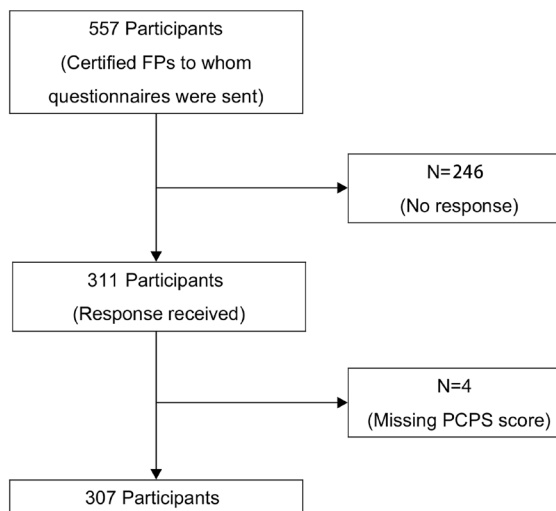 557 Participants
(Certified FPs to whom
questionnaires were sent)
N=246
(No response)
311 Participants
(Response received)
N=4
(Missing PCPS score)
307 Participants